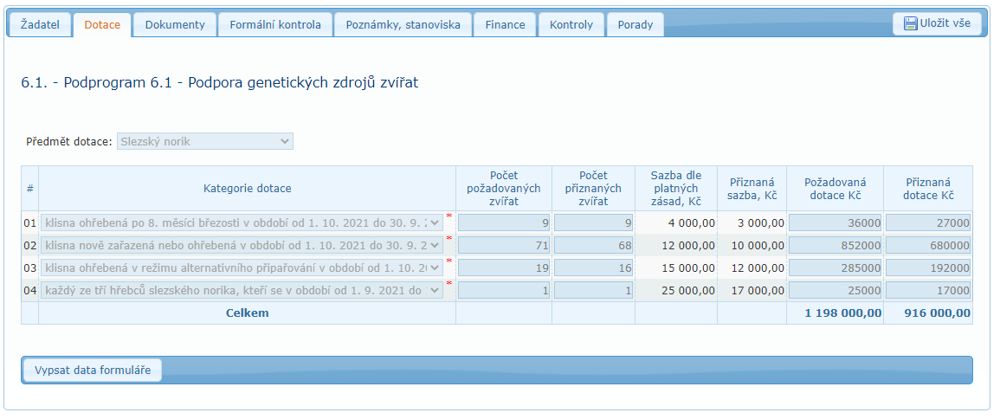 Žadatel Dotace Dokumenty Formální kontrola Poznámky, stanoviska Finance Kontroly Porady Uložit vše
6.1. - Podprogram 6.1 - Podpora genetických zdrojů zvířat
Předmět dotace: Slezský norik
# Kategorie dotace Počet požadovaných zvířat Počet přiznaných zvířat Sazba dle platných zásad, Kč Přiznaná sazba, Kč Požadovaná dotace Kč Přiznaná dotace Kč
01 klisna ohřebená po 8. měsíci březosti v období od 1. 10. 2021 do 30. 9. * 9 9 4 000,00 3 000,00 36000 27000
02 klisna nově zařazená nebo ohřebená v období od 1. 10. 2021 do 30. 9. 2 * 71 68 12 000,00 10 000,00 852000 680000
03 klisna ohřebená v režimu alternativního připařování v období od 1. 10. * 19 16 15 000,00 12 000,00 285000 192000
04 každý ze tří hřebců slezského norika, kteří se v období od 1. 9. 2021 do * 1 1 25 000,00 17 000,00 25000 17000
Celkem 1 198 000,00 916 000,00
Vypsat data formuláře